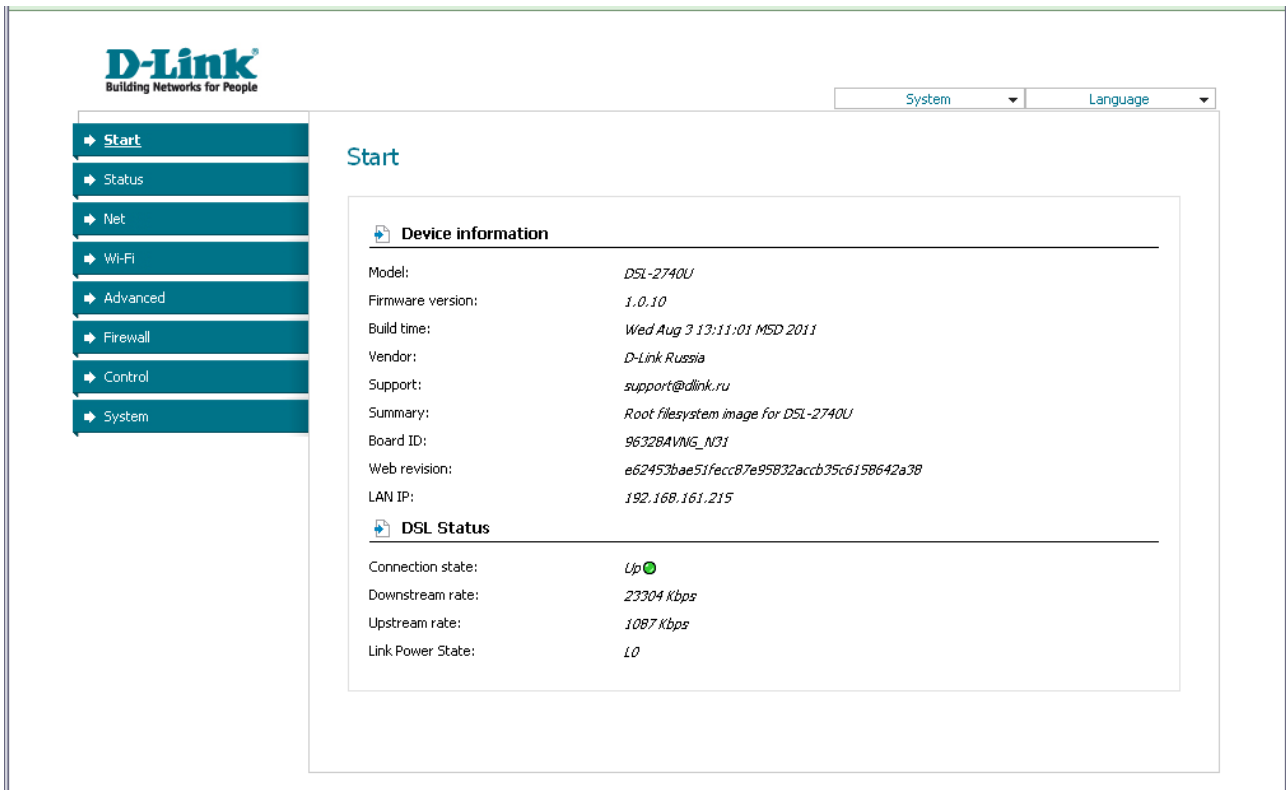 D-Link®
Building Networks for People
System Language
Start
Status
Net
Wi-Fi
Advanced
Firewall
Control
System
Start
Device information
Model: DSL-2740U
Firmware version: 1.0.10
Build time: Wed Aug 3 13:11:01 MSD 2011
Vendor: D-Link Russia
Support: support@dlink.ru
Summary: Root filesystem image for DSL-2740U
Board ID: 96328AVNG_N31
Web revision: e62453bae51fecc87e95832accb35c6158642a38
LAN IP: 192.168.161.215
DSL Status
Connection state: Up
Downstream rate: 23304 Kbps
Upstream rate: 1087 Kbps
Link Power State: L0